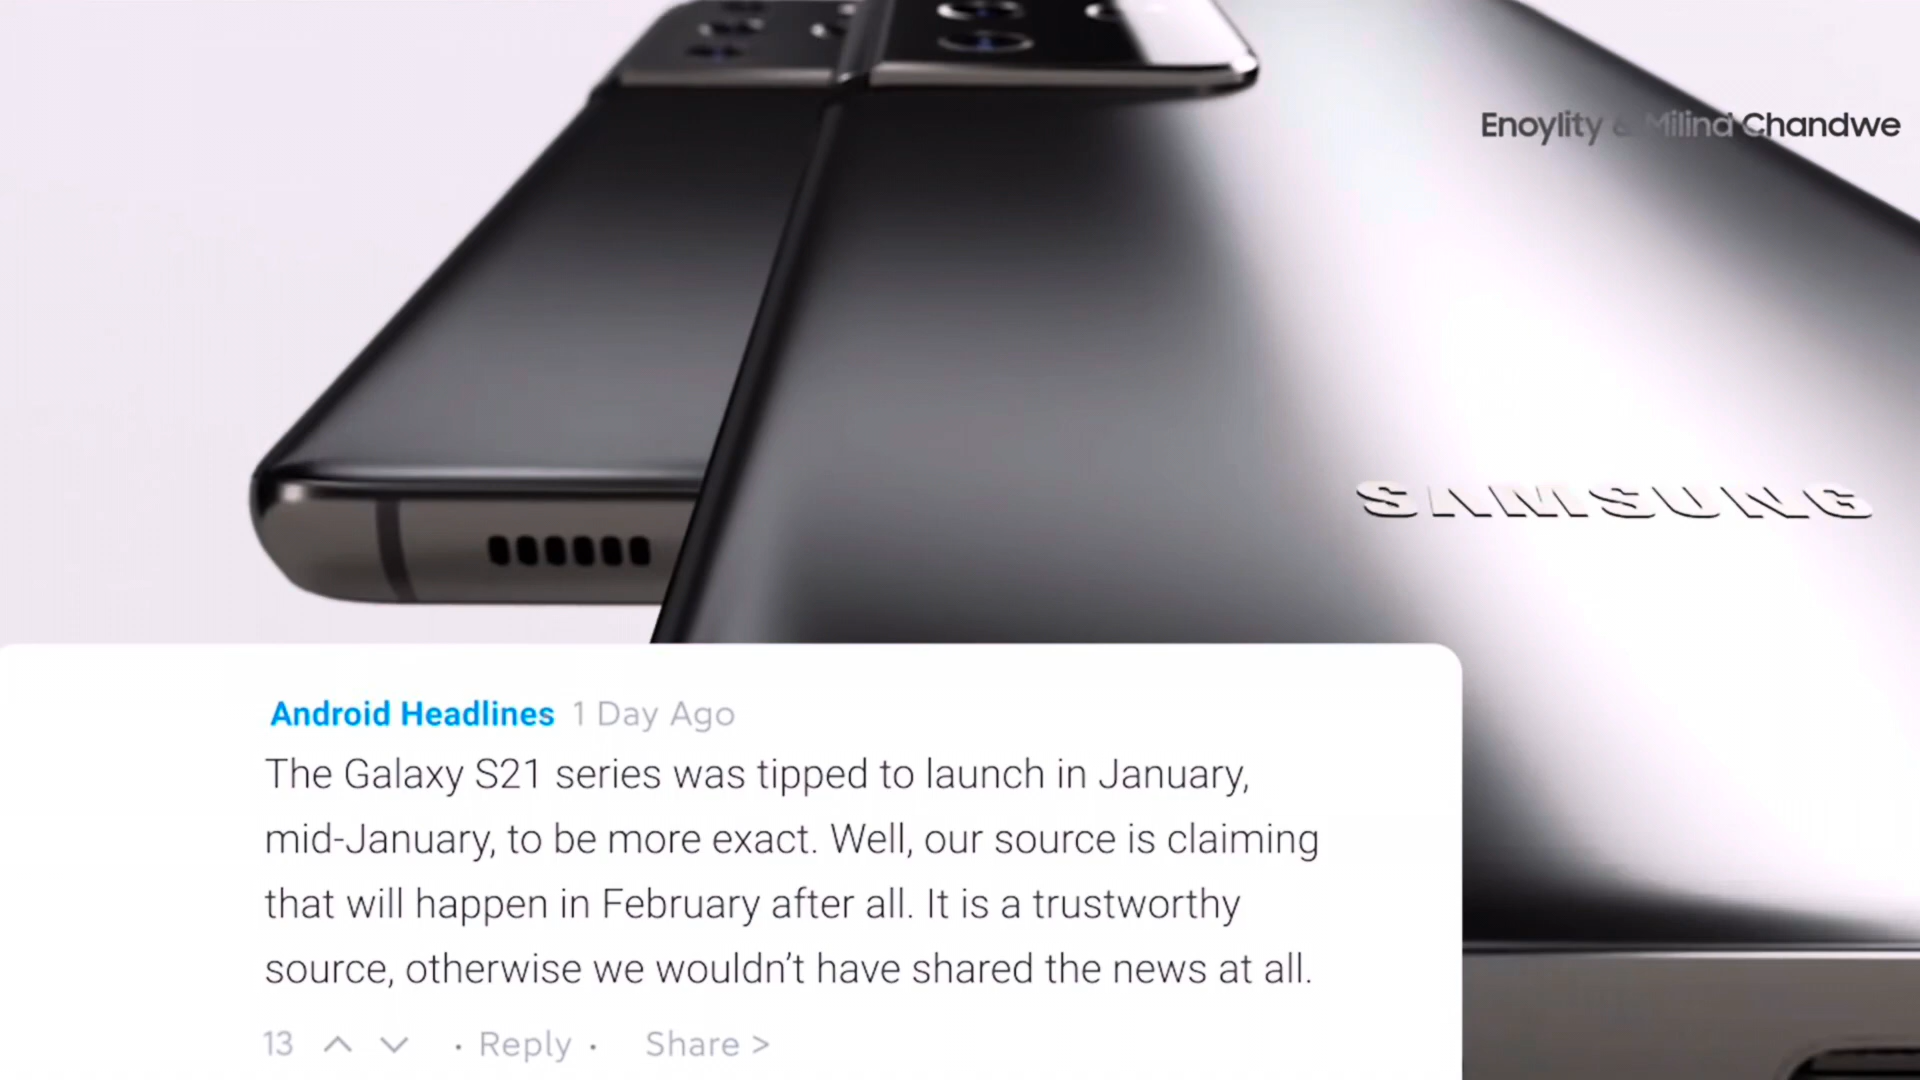 Enoylity & Milind Chandwe
SAMSUNG
Android Headlines 1 Day Ago
The Galaxy S21 series was tipped to launch in January,
mid-January, to be more exact. Well, our source is claiming
that will happen in February after all. It is a trustworthy
source, otherwise we wouldn’t have shared the news at all.
13 · Reply · Share >